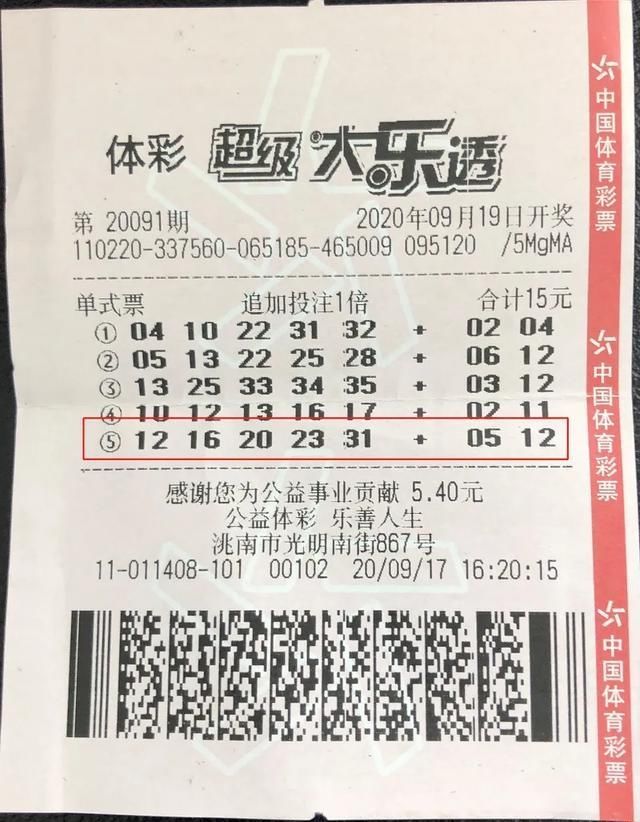 体彩 超级大乐透
第 20091期 2020年09月19日开奖
110220-337560-065185-465009 095120 /5MgMA
单式票 追加投注1倍 合计15元
① 04 10 22 31 32 + 02 04
② 05 13 22 25 28 + 06 12
③ 13 25 33 34 35 + 03 12
④ 10 12 13 16 17 + 02 11
⑤ 12 16 20 23 31 + 05 12
感谢您为公益事业贡献 5.40元
公益体彩 乐善人生
洮南市光明南街867号
11-011408-101 00102 20/09/17 16:20:15
中国体育彩票
中国体育彩票
中国体育彩票